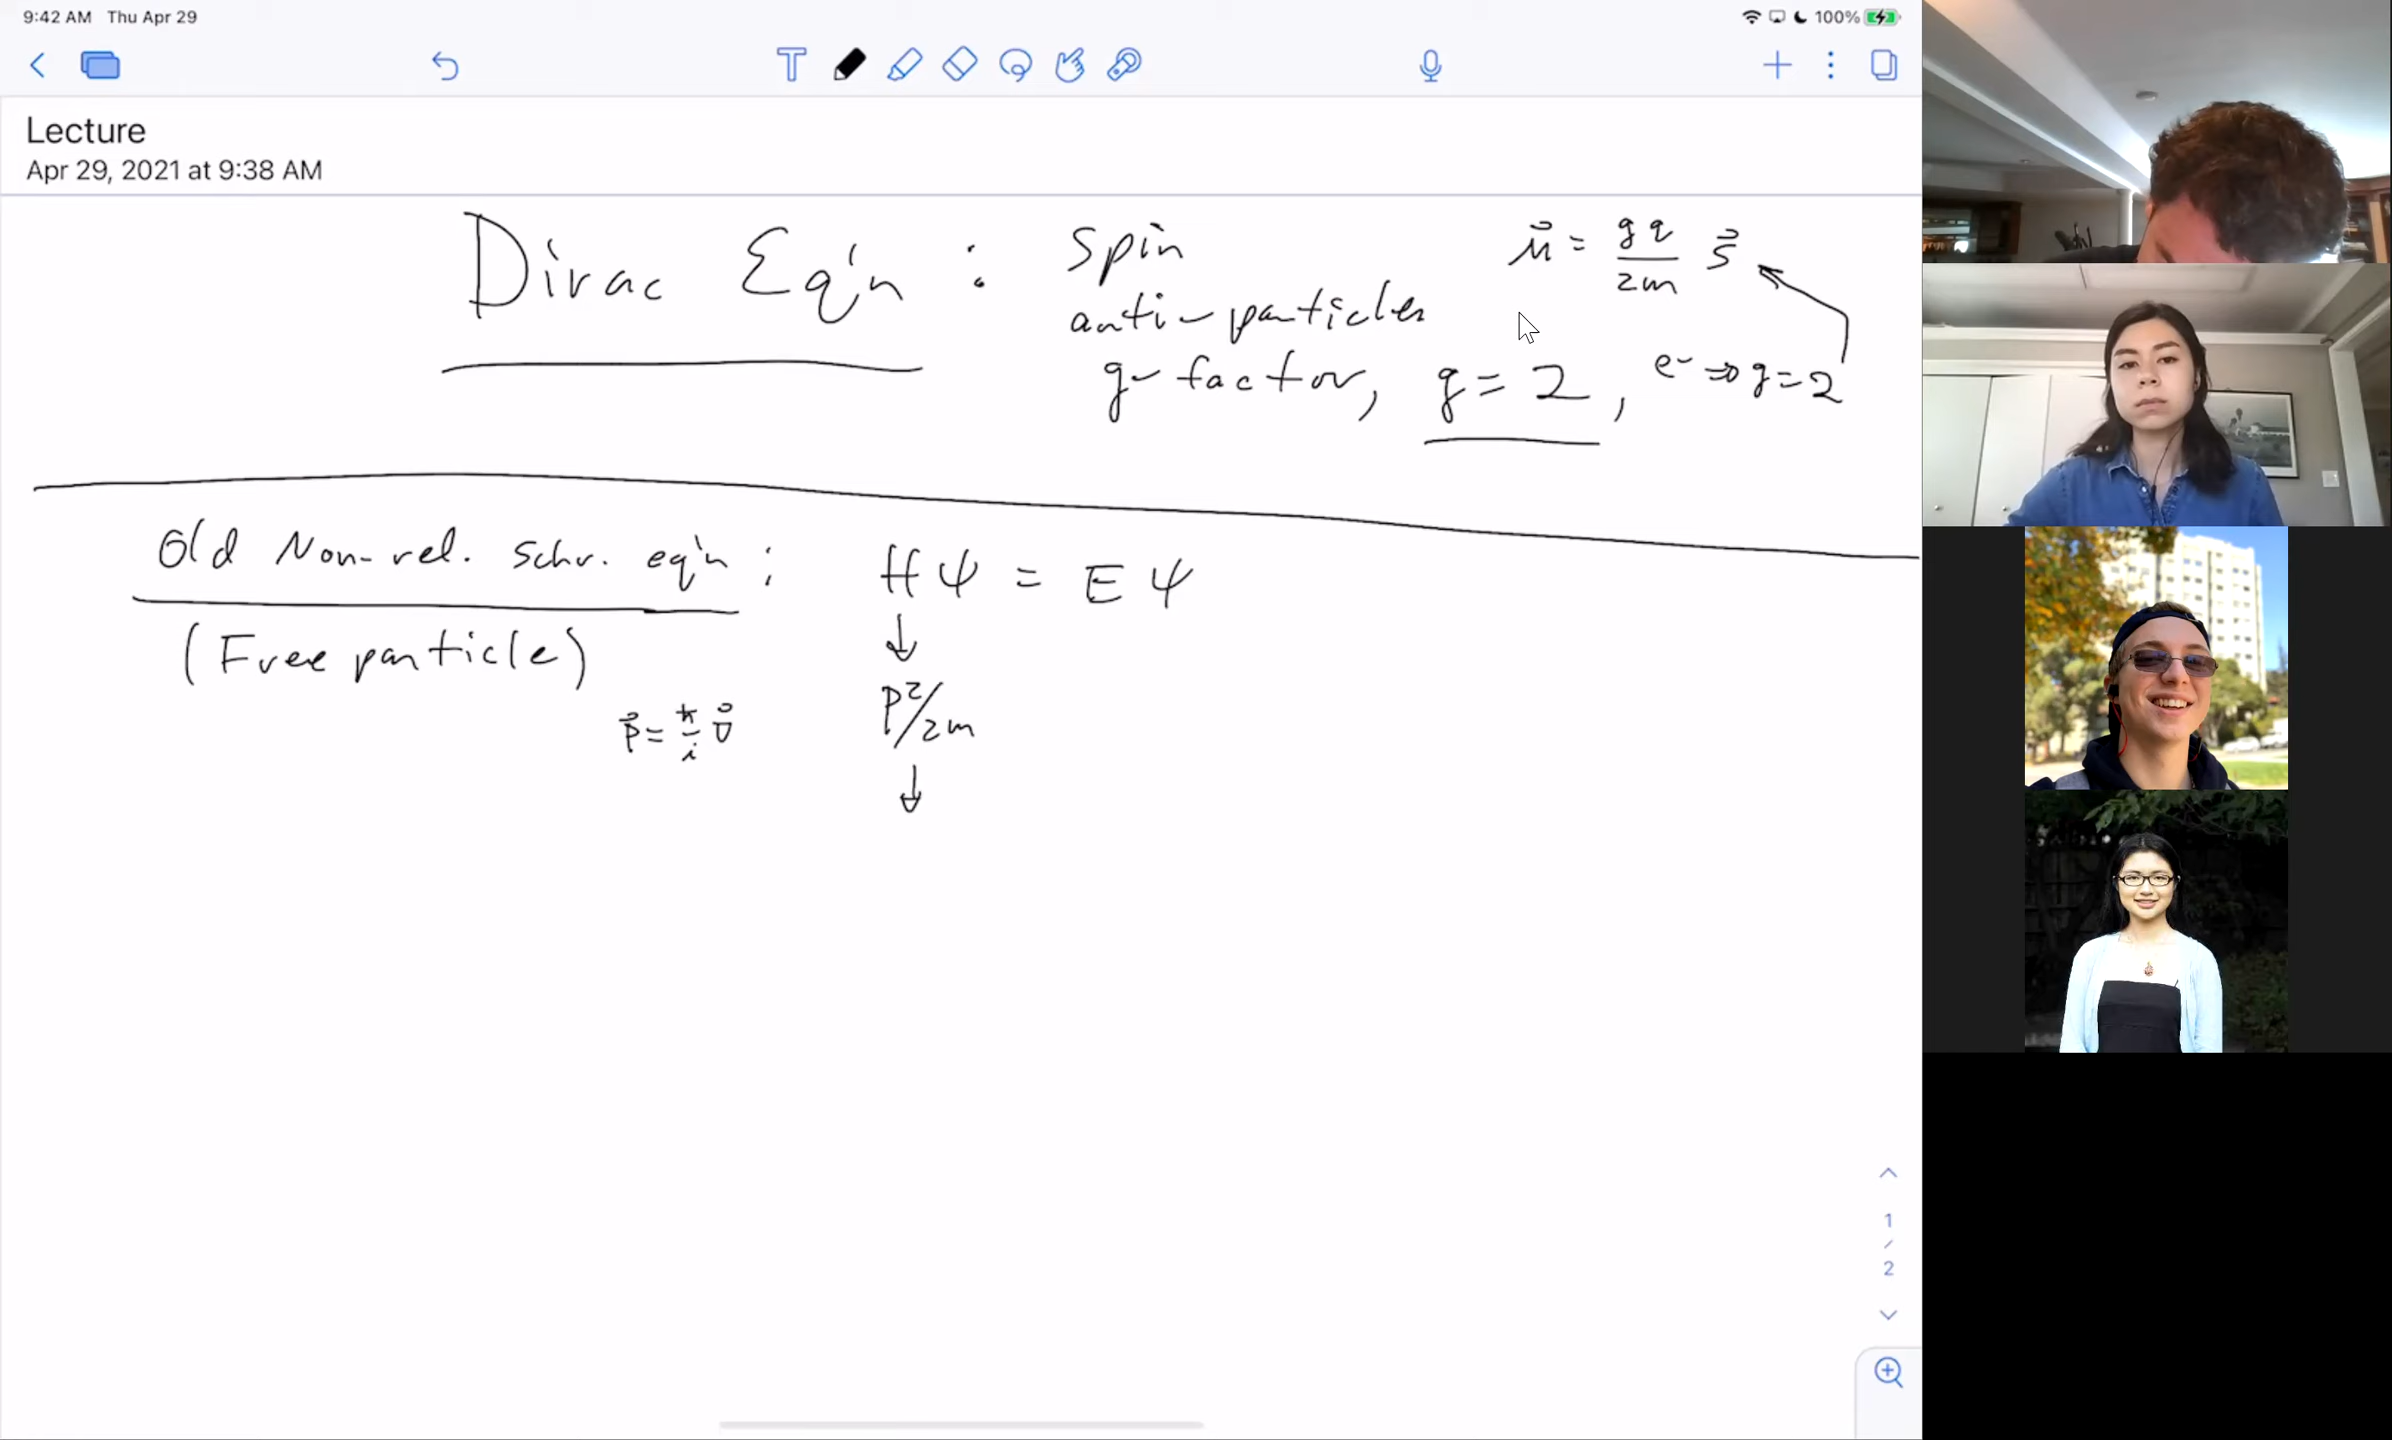 9:42 AM Thu Apr 29
100%
Lecture
Apr 29, 2021 at 9:38 AM
Dirac Eq'n : Spin
anti-particles
g-factor, g = 2 , e⁻ ⇒ g=2
μ⃗ = gq/2m S⃗
Old Non-rel. Schr. eq'n : Hψ = Eψ
(Free particle)
↓
p⃗ = ħ/i ∇⃗
P²/2m
↓
1
/
2